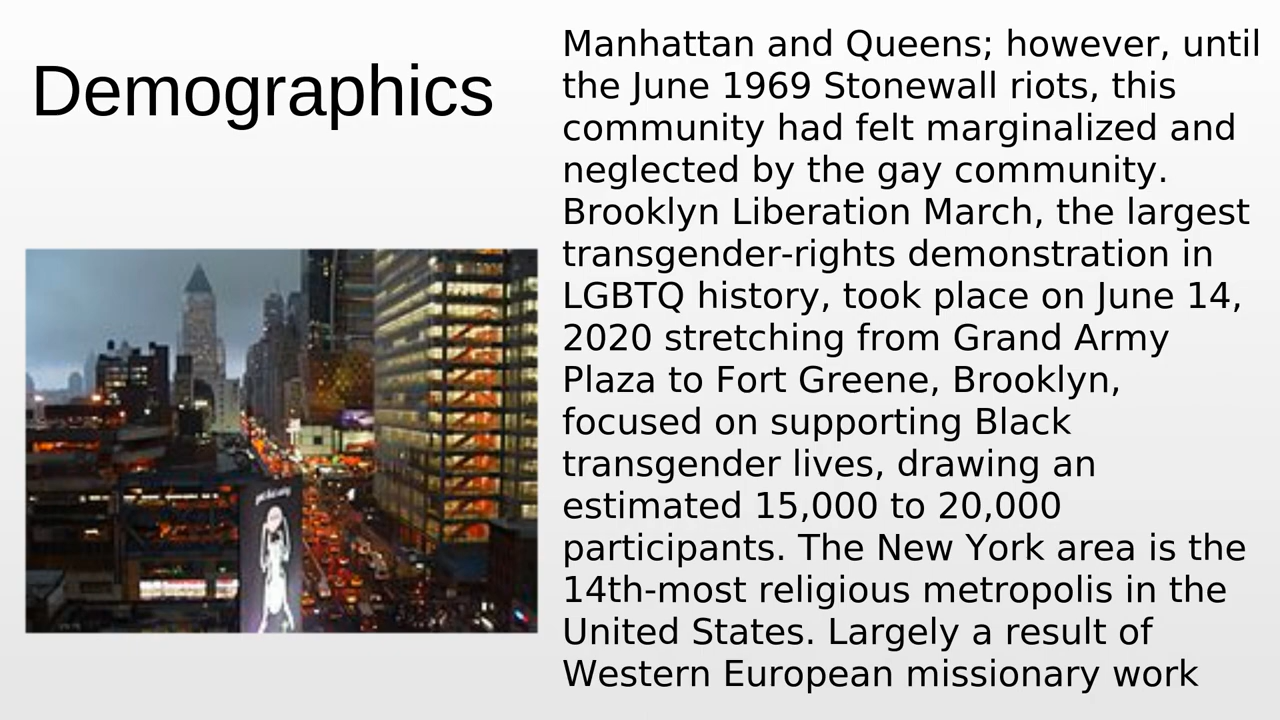 Demographics
Manhattan and Queens; however, until
the June 1969 Stonewall riots, this
community had felt marginalized and
neglected by the gay community.
Brooklyn Liberation March, the largest
transgender-rights demonstration in
LGBTQ history, took place on June 14,
2020 stretching from Grand Army
Plaza to Fort Greene, Brooklyn,
focused on supporting Black
transgender lives, drawing an
estimated 15,000 to 20,000
participants. The New York area is the
14th-most religious metropolis in the
United States. Largely a result of
Western European missionary work